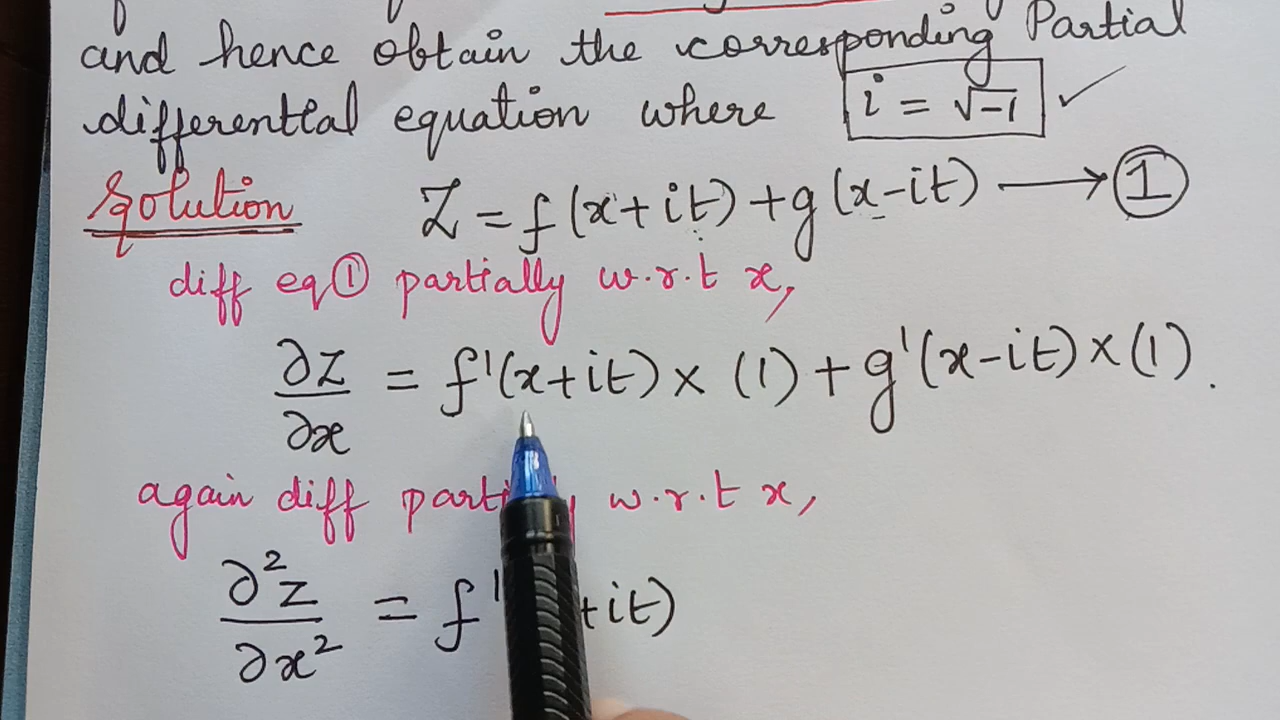 and hence obtain the corresponding Partial
differential equation where i = √-1 ✓
Solution Z = f(x+it) + g(x-it) ⟶ ①
diff eq① partially w.r.t x,
∂z/∂x = f'(x+it) × (1) + g'(x-it) × (1).
again diff w.r.t x,
∂²z/∂x² = f' +it)